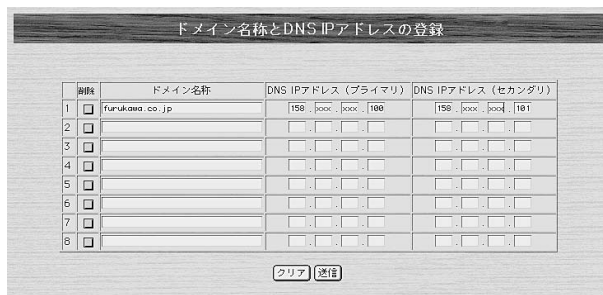 ドメイン名称とDNS IPアドレスの登録
削除 ドメイン名称 DNS IPアドレス（プライマリ） DNS IPアドレス（セカンダリ）
1 furukawa.co.jp 158 . xxx . xxx . 100 158 . xxx . xxx . 101
2 . . . . . .
3 . . . . . .
4 . . . . . .
5 . . . . . .
6 . . . . . .
7 . . . . . .
8 . . . . . .
クリア 送信